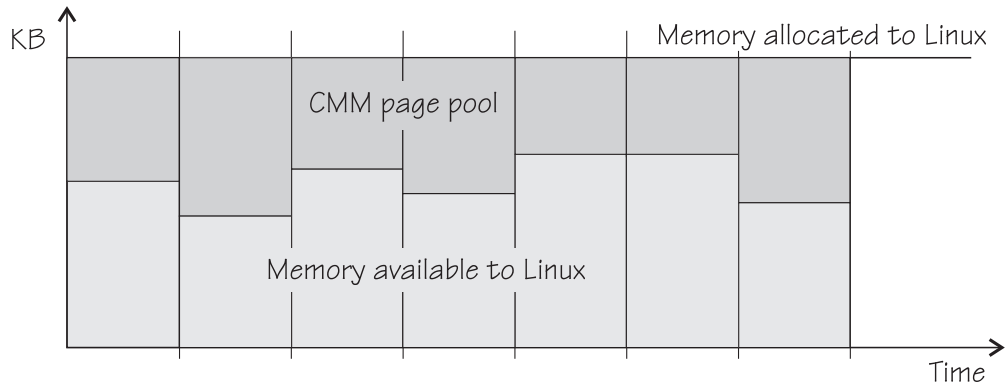 KB
Memory allocated to Linux
CMM page pool
Memory available to Linux
Time